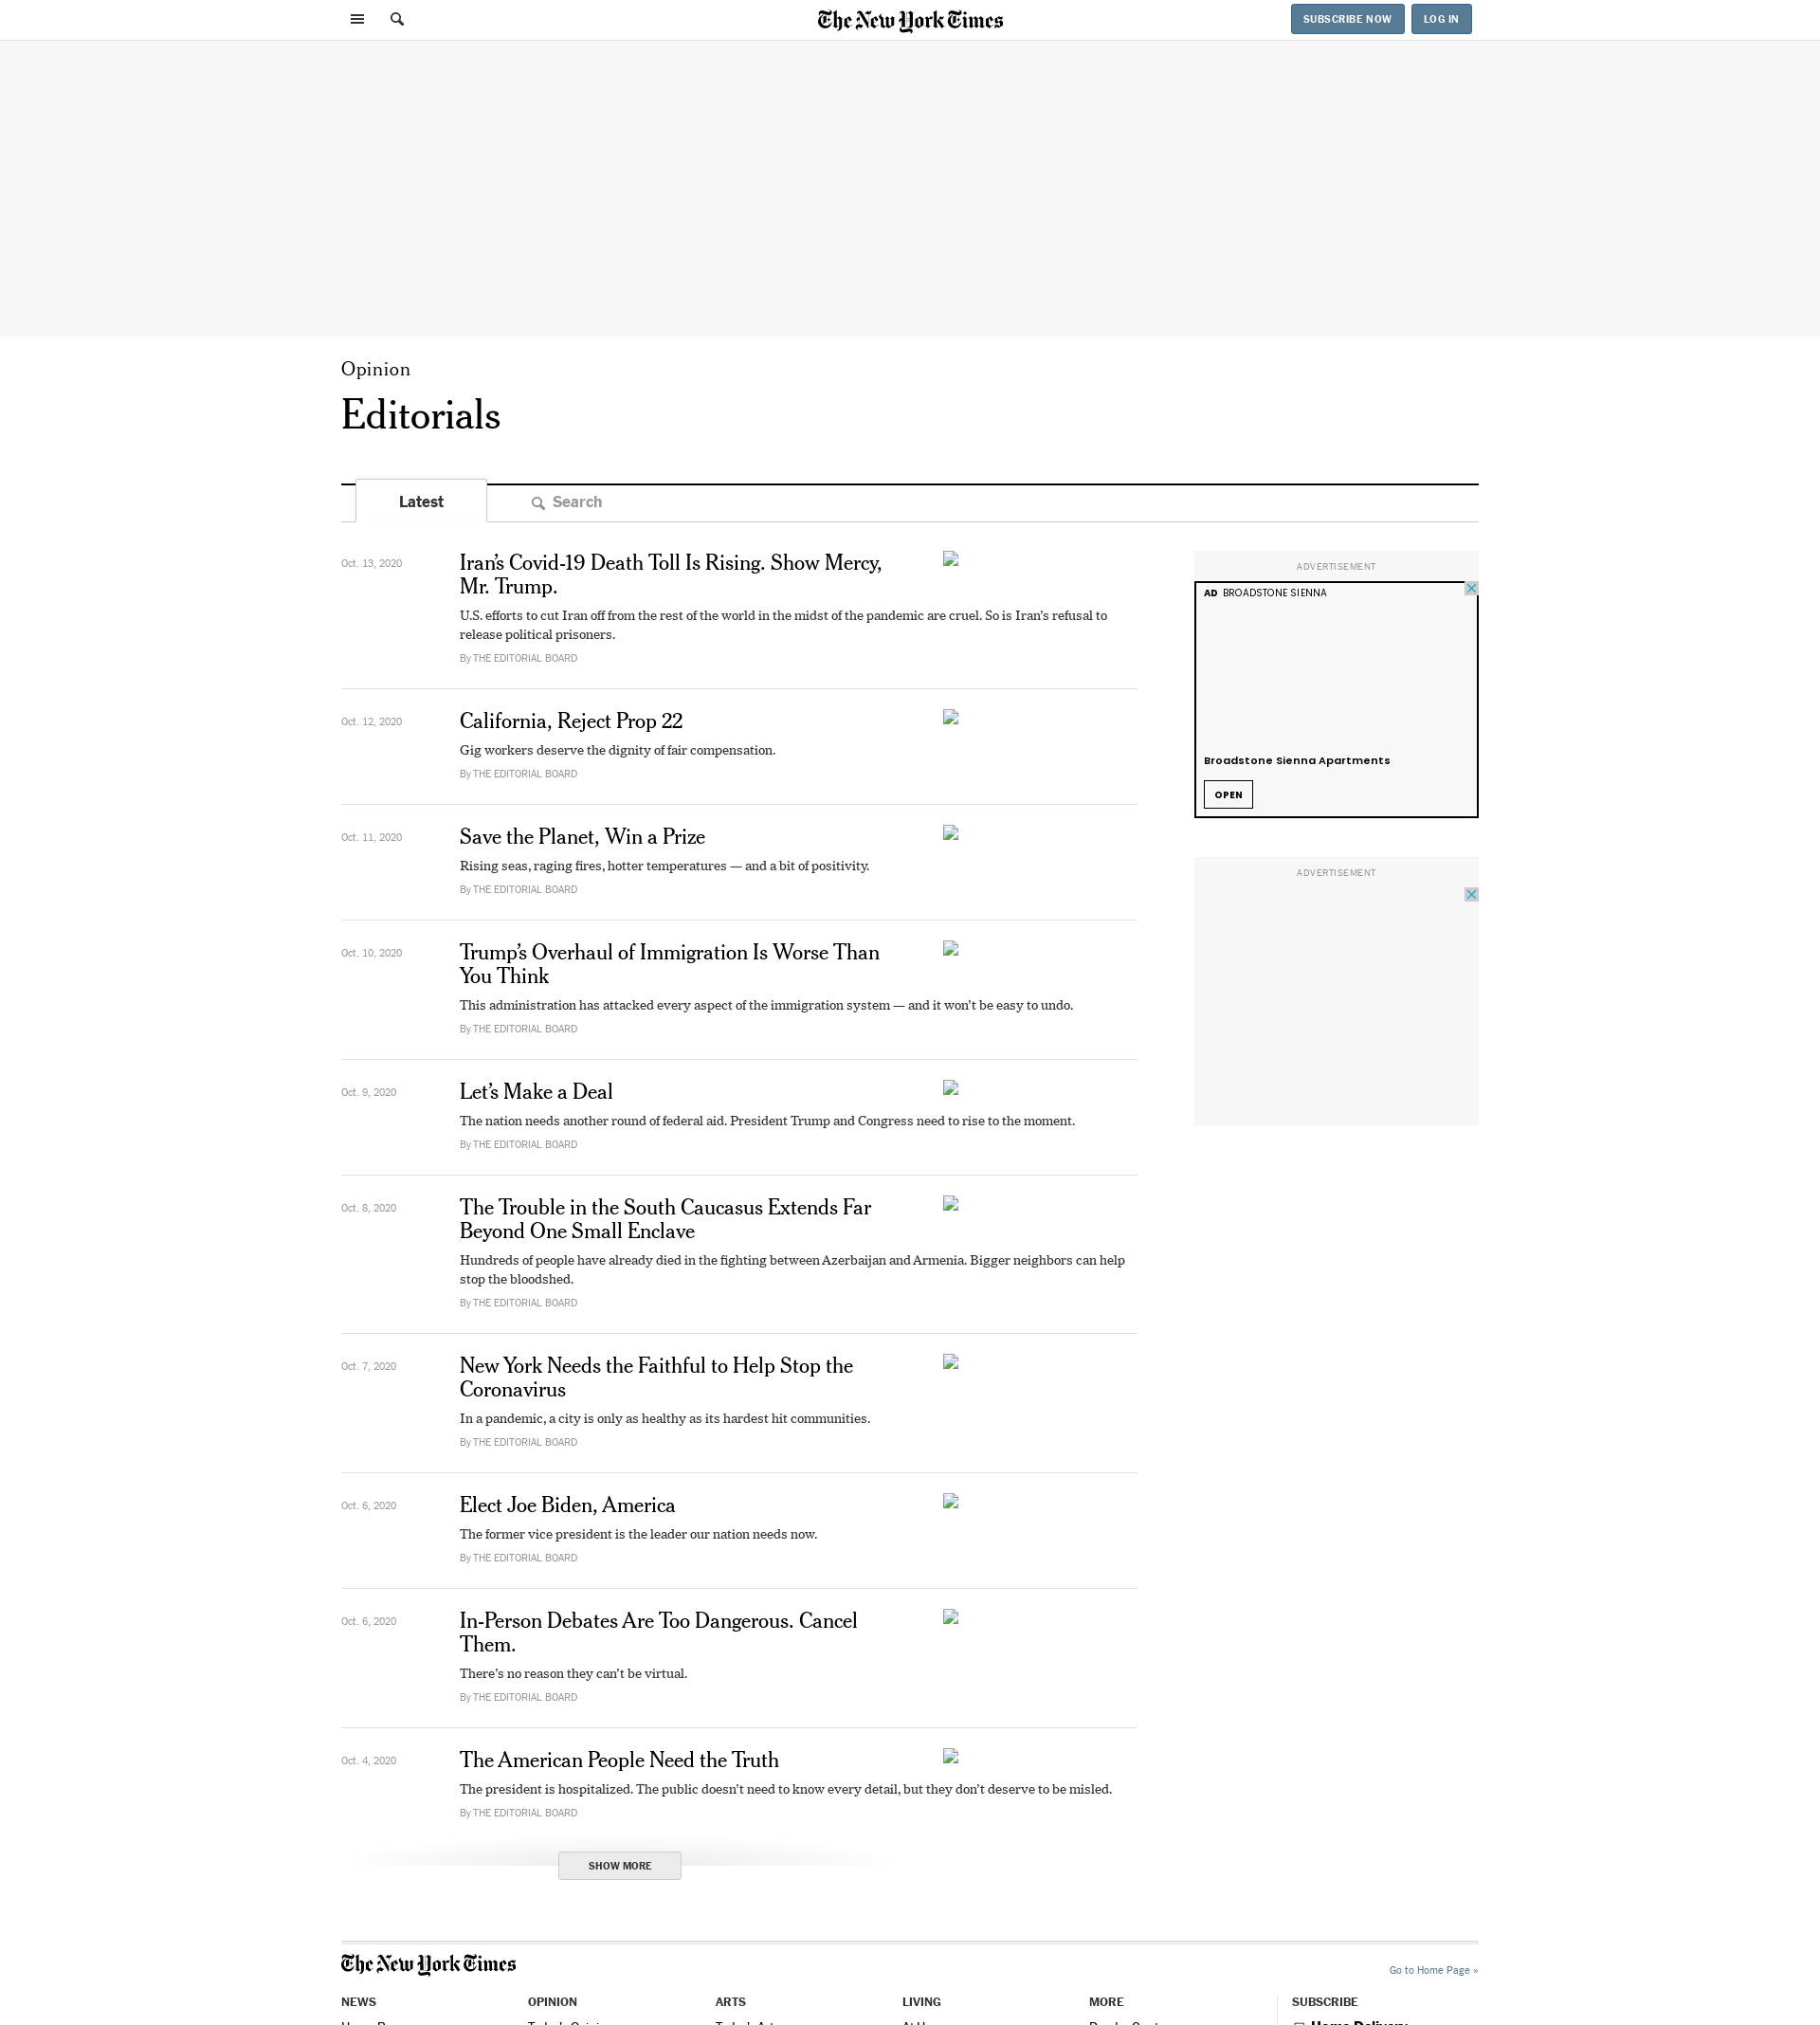 The New York Times
SUBSCRIBE NOW
LOG IN
Opinion
Editorials
Latest
Search
Oct. 13, 2020
Iran’s Covid-19 Death Toll Is Rising. Show Mercy,
Mr. Trump.
U.S. efforts to cut Iran off from the rest of the world in the midst of the pandemic are cruel. So is Iran’s refusal to
release political prisoners.
By THE EDITORIAL BOARD
Oct. 12, 2020
California, Reject Prop 22
Gig workers deserve the dignity of fair compensation.
By THE EDITORIAL BOARD
Oct. 11, 2020
Save the Planet, Win a Prize
Rising seas, raging fires, hotter temperatures — and a bit of positivity.
By THE EDITORIAL BOARD
Oct. 10, 2020
Trump’s Overhaul of Immigration Is Worse Than
You Think
This administration has attacked every aspect of the immigration system — and it won’t be easy to undo.
By THE EDITORIAL BOARD
Oct. 9, 2020
Let’s Make a Deal
The nation needs another round of federal aid. President Trump and Congress need to rise to the moment.
By THE EDITORIAL BOARD
Oct. 8, 2020
The Trouble in the South Caucasus Extends Far
Beyond One Small Enclave
Hundreds of people have already died in the fighting between Azerbaijan and Armenia. Bigger neighbors can help
stop the bloodshed.
By THE EDITORIAL BOARD
Oct. 7, 2020
New York Needs the Faithful to Help Stop the
Coronavirus
In a pandemic, a city is only as healthy as its hardest hit communities.
By THE EDITORIAL BOARD
Oct. 6, 2020
Elect Joe Biden, America
The former vice president is the leader our nation needs now.
By THE EDITORIAL BOARD
Oct. 6, 2020
In-Person Debates Are Too Dangerous. Cancel
Them.
There’s no reason they can’t be virtual.
By THE EDITORIAL BOARD
Oct. 4, 2020
The American People Need the Truth
The president is hospitalized. The public doesn’t need to know every detail, but they don’t deserve to be misled.
By THE EDITORIAL BOARD
SHOW MORE
ADVERTISEMENT
AD BROADSTONE SIENNA
Broadstone Sienna Apartments
OPEN
ADVERTISEMENT
The New York Times
Go to Home Page »
NEWS
OPINION
ARTS
LIVING
MORE
SUBSCRIBE
Home Delivery